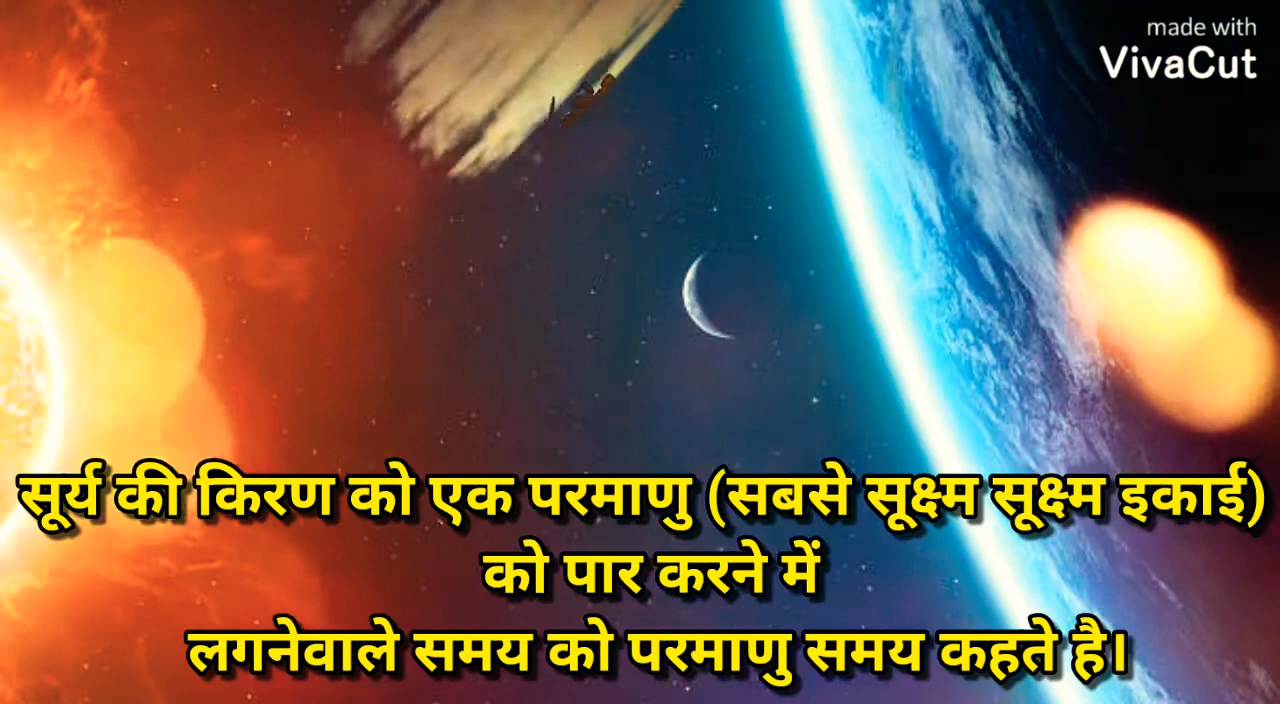 made with
VivaCut
सूर्य की किरण को एक परमाणु (सबसे सूक्ष्म सूक्ष्म इकाई)
को पार करने में
लगनेवाले समय को परमाणु समय कहते है।